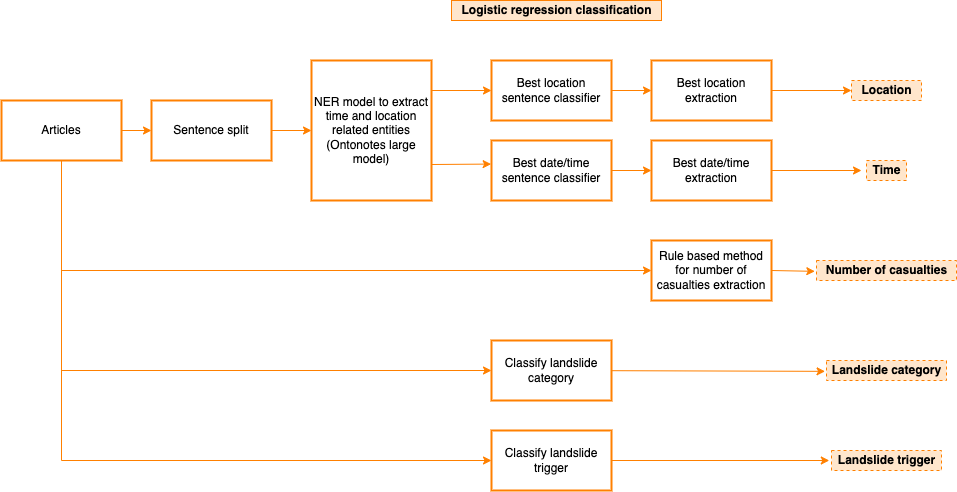 Logistic regression classification
Articles
Sentence split
NER model to extract
time and location
related entities
(Ontonotes large
model)
Best location
sentence classifier
Best location
extraction
Location
Best date/time
sentence classifier
Best date/time
extraction
Time
Rule based method
for number of
casualties extraction
Number of casualties
Classify landslide
category
Landslide category
Classify landslide
trigger
Landslide trigger